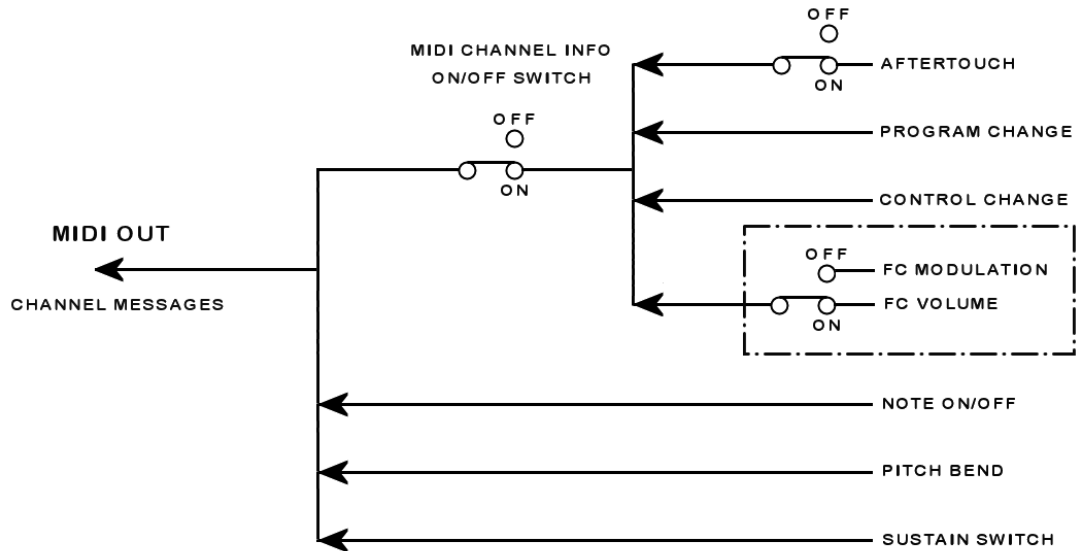 OFF
AFTERTOUCH
ON
MIDI CHANNEL INFO
ON/OFF SWITCH
OFF
ON
PROGRAM CHANGE
CONTROL CHANGE
MIDI OUT
CHANNEL MESSAGES
OFF
FC MODULATION
FC VOLUME
ON
NOTE ON/OFF
PITCH BEND
SUSTAIN SWITCH